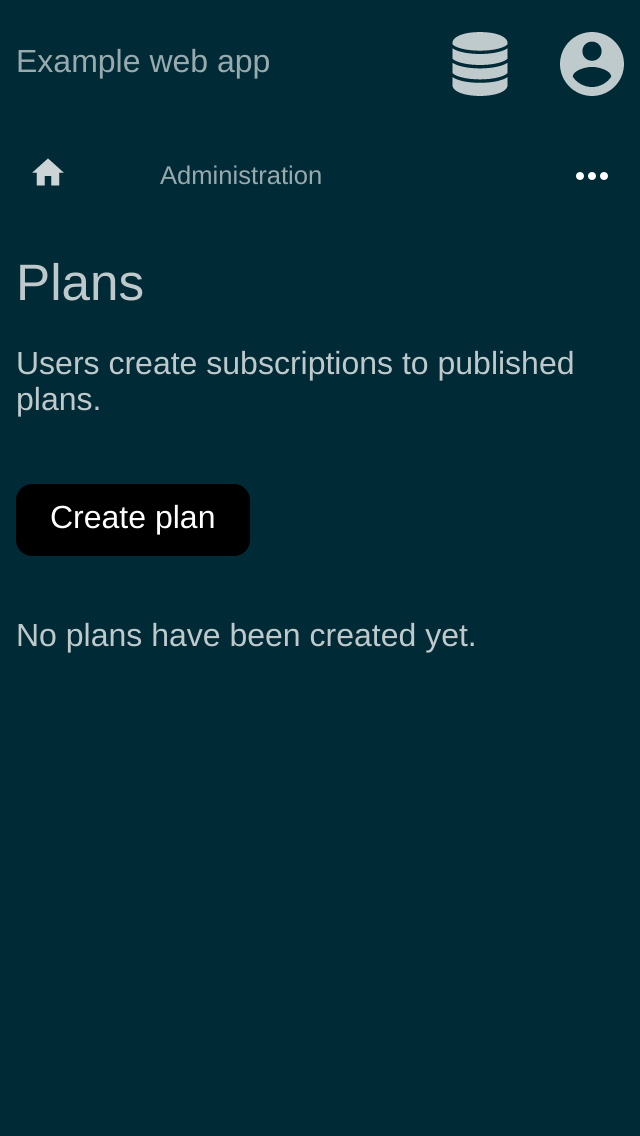 Example web app
Administration
Plans
Users create subscriptions to published
plans.
Create plan
No plans have been created yet.